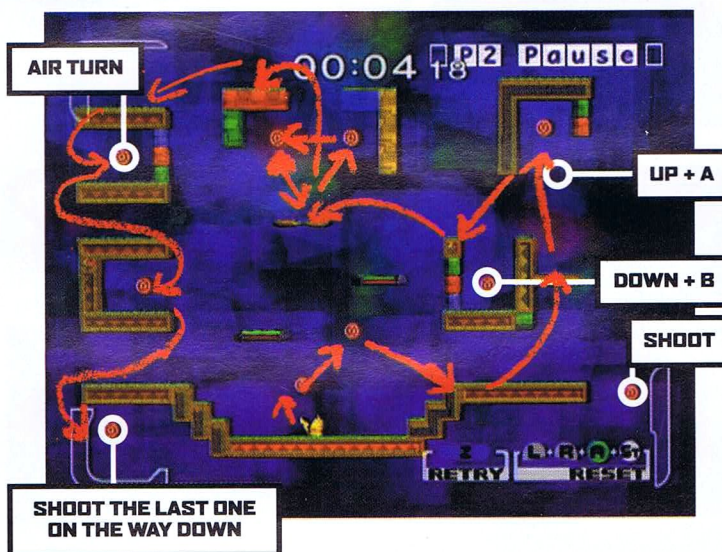 00:04 18
P2 Pause
AIR TURN
UP + A
DOWN + B
SHOOT
Z
RETRY
L+R+A+St
RESET
SHOOT THE LAST ONE
ON THE WAY DOWN